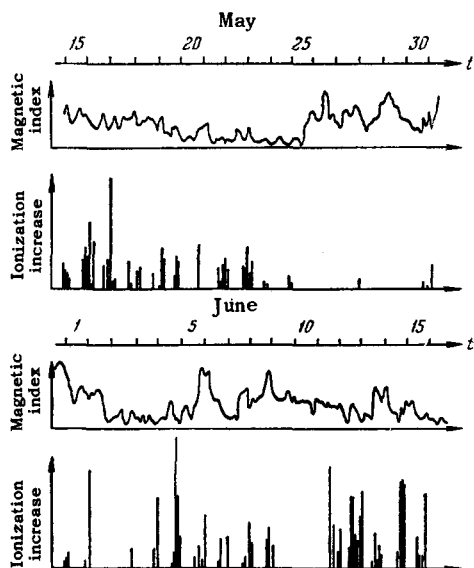 May
15 20 25 30 t
Magnetic
index
Ionization
increase
June
1 5 10 15 t
Magnetic
index
Ionization
increase